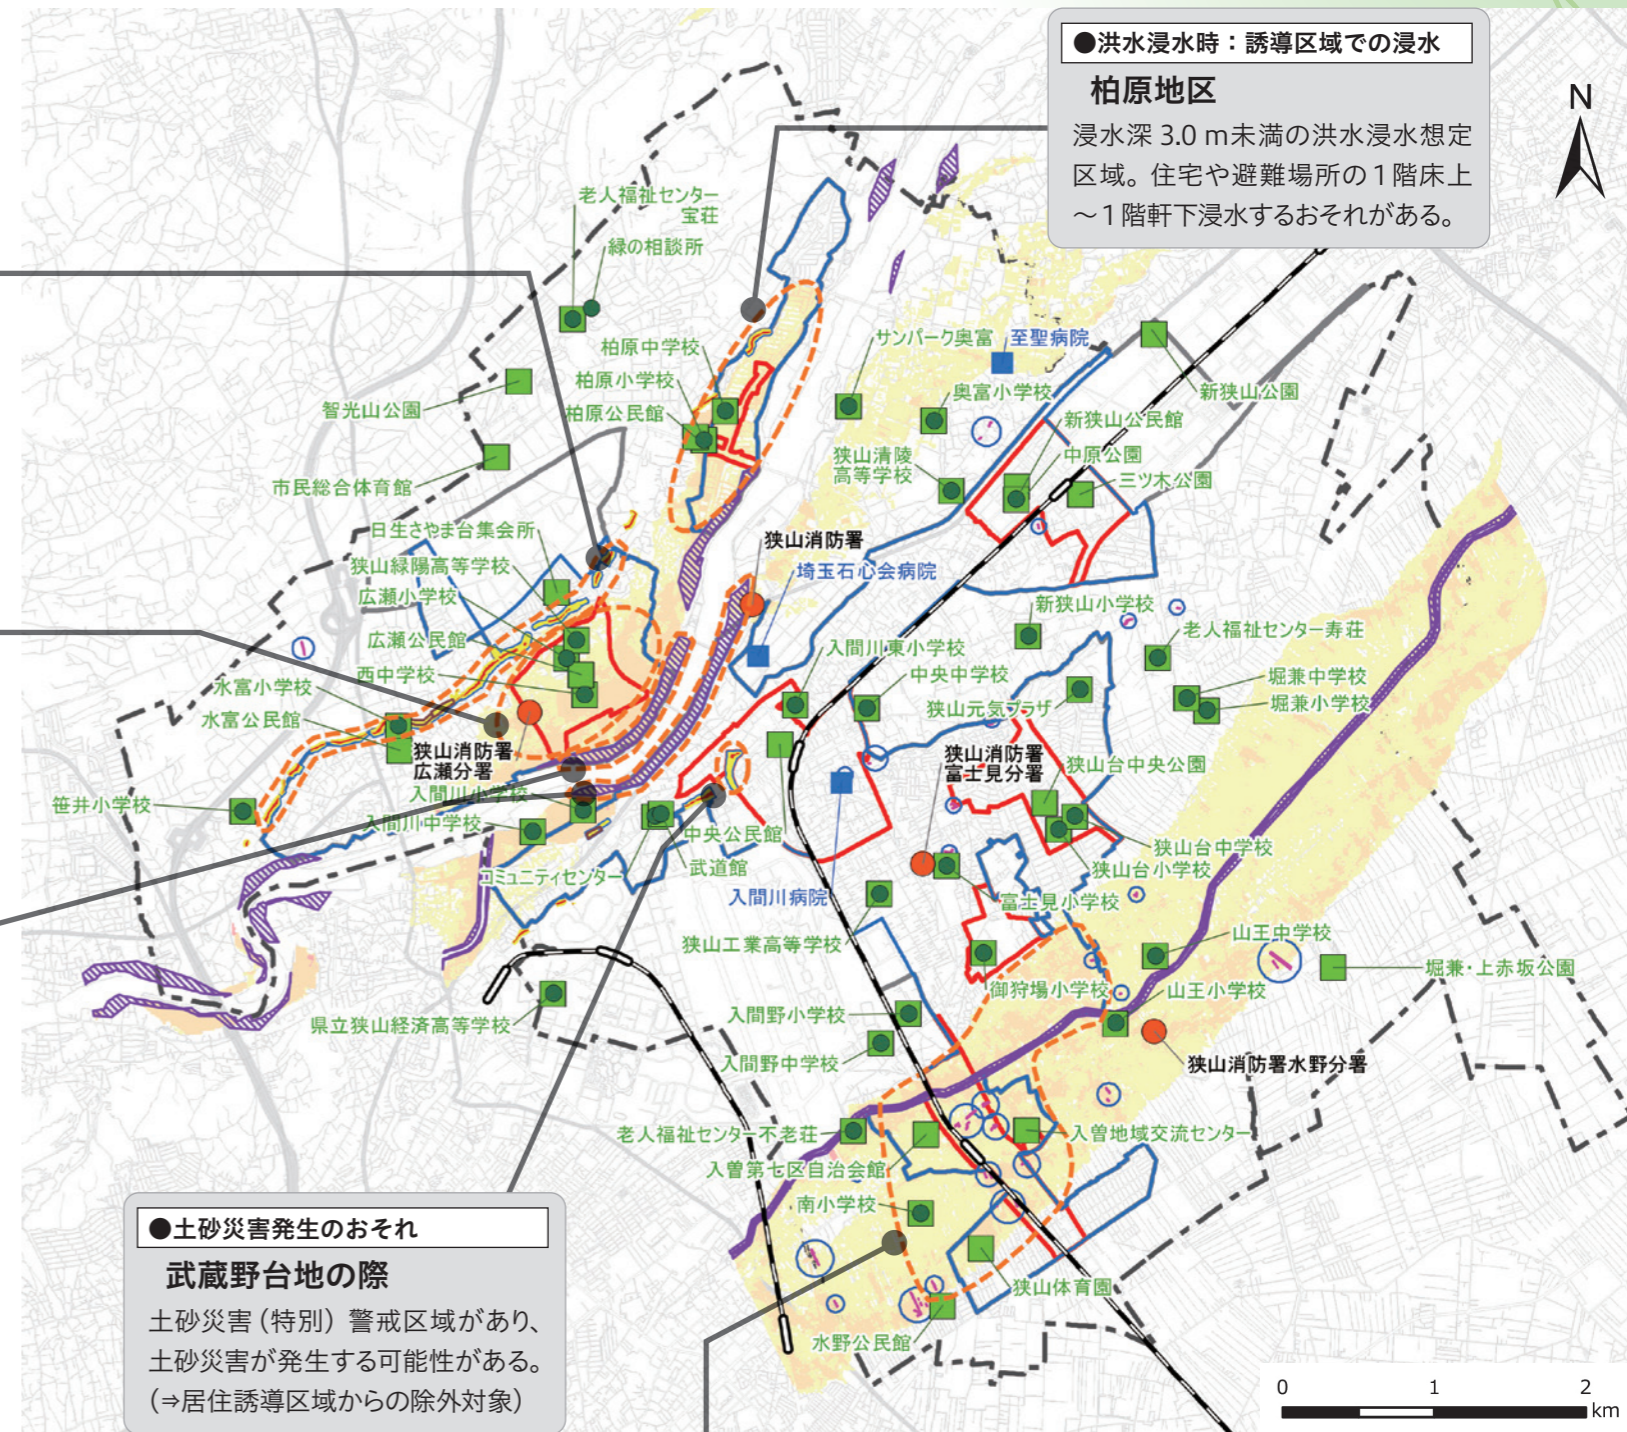 ●洪水浸水時：誘導区域での浸水
柏原地区
浸水深 3.0 m未満の洪水浸水想定
区域。住宅や避難場所の１階床上
～１階軒下浸水するおそれがある。
N
老人福祉センター
宝荘
緑の相談所
柏原中学校
柏原小学校
柏原公民館
智光山公園
市民総合体育館
サンパーク奥富
至聖病院
奥富小学校
新狭山公園
新狭山公民館
中原公園
三ツ木公園
狭山清陵
高等学校
日生さやま台集会所
狭山緑陽高等学校
広瀬小学校
広瀬公民館
西中学校
水富小学校
水富公民館
狭山消防署
広瀬分署
笹井小学校
狭山消防署
埼玉石心会病院
新狭山小学校
老人福祉センター寿荘
入間川東小学校
中央中学校
狭山元気プラザ
堀兼中学校
堀兼小学校
狭山消防署
富士見分署
狭山台中央公園
入間川小学校
入間川中学校
中央公民館
武道館
コミュニティセンター
狭山台中学校
狭山台小学校
入間川病院
富士見小学校
狭山工業高等学校
山王中学校
堀兼・上赤坂公園
御狩場小学校
山王小学校
県立狭山経済高等学校
入間野小学校
入間野中学校
狭山消防署水野分署
老人福祉センター不老荘
入曽地域交流センター
入曽第七区自治会館
南小学校
狭山体育園
水野公民館
●土砂災害発生のおそれ
武蔵野台地の際
土砂災害（特別）警戒区域があり、
土砂災害が発生する可能性がある。
（⇒居住誘導区域からの除外対象）
0 1 2
km